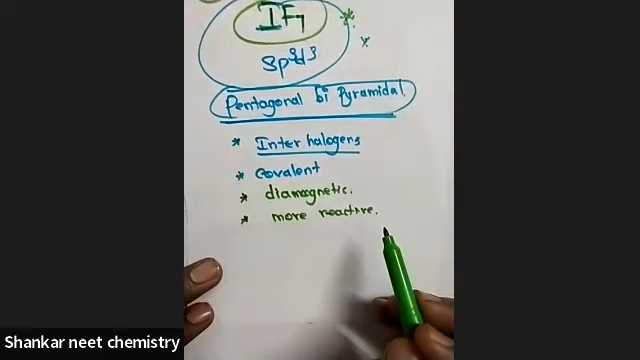 IF₇
Sp³d³
Pentagonal bi Pyramidal.
* Inter halogens
* Covalent
* diamagnetic.
* more reactive.
Shankar neet chemistry